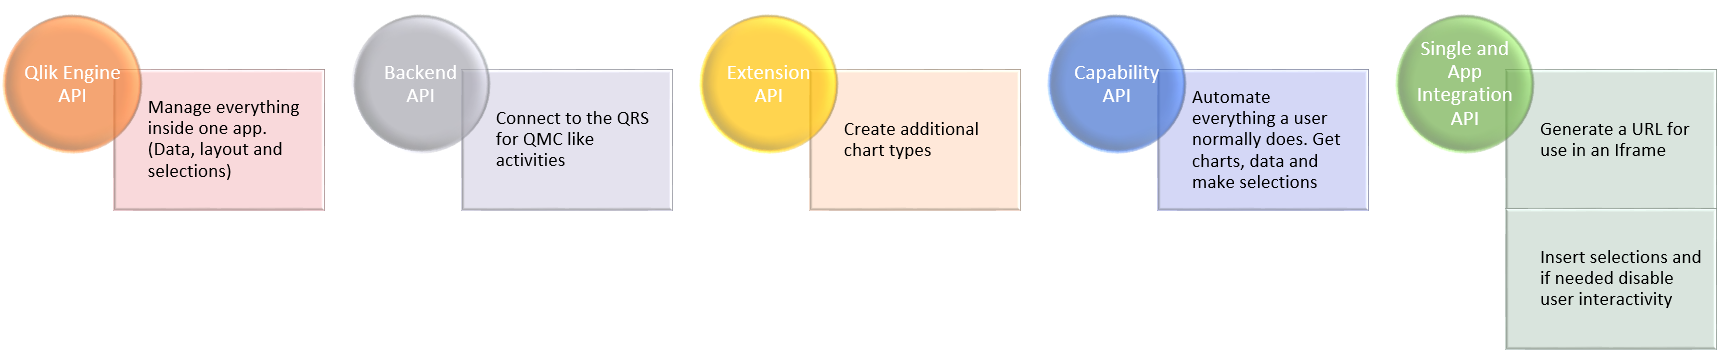 Qlik Engine
API
Manage everything
inside one app.
(Data, layout and
selections)
Backend
API
Connect to the QRS
for QMC like
activities
Extension
API
Create additional
chart types
Capability
API
Automate
everything a user
normally does. Get
charts, data and
make selections
Single and
App
Integration
API
Generate a URL for
use in an Iframe
Insert selections and
if needed disable
user interactivity